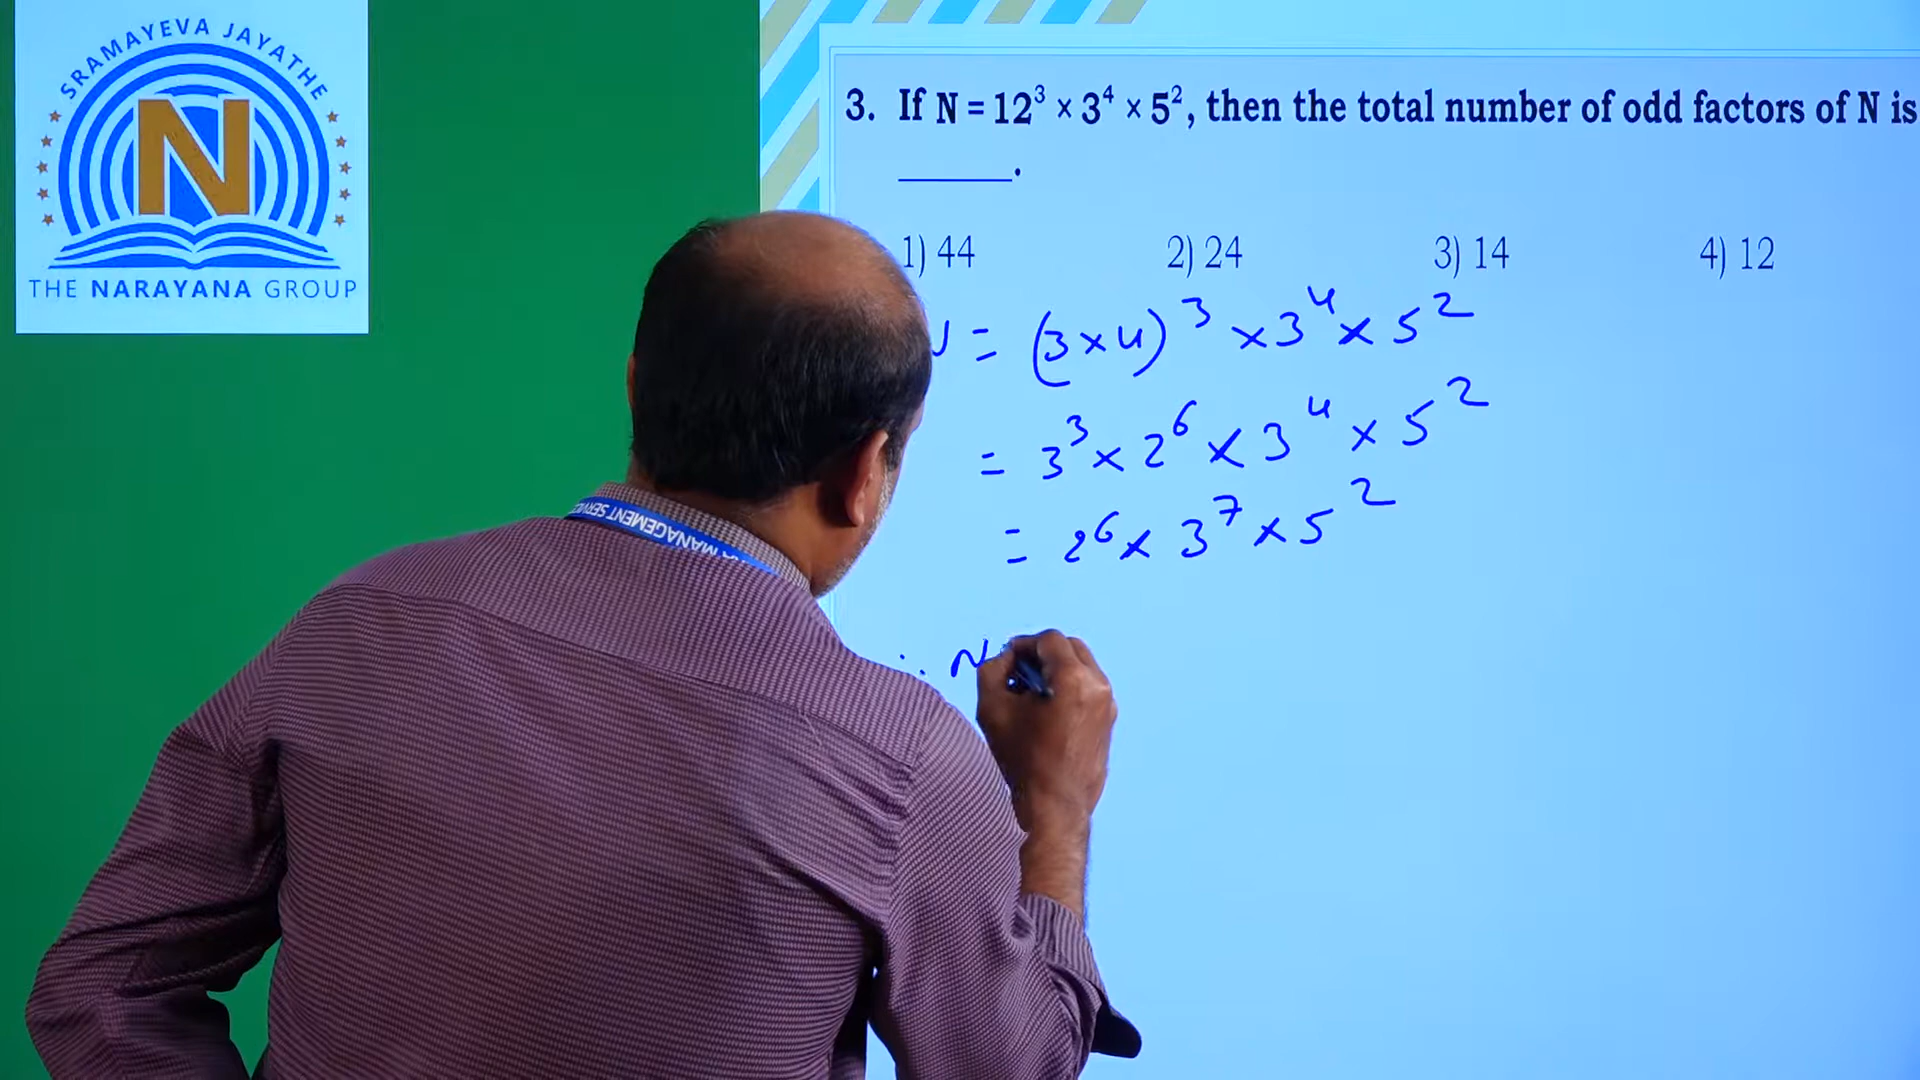 SRAMAYEVA JAYATHE
N
THE NARAYANA GROUP
3. If N = 12³ × 3⁴ × 5², then the total number of odd factors of N is
______.
1) 44 2) 24 3) 14 4) 12
= (3×4)³ × 3⁴ × 5²
= 3³ × 2⁶ × 3⁴ × 5²
= 2⁶ × 3⁷ × 5²
MANAGEMENT
∴ N